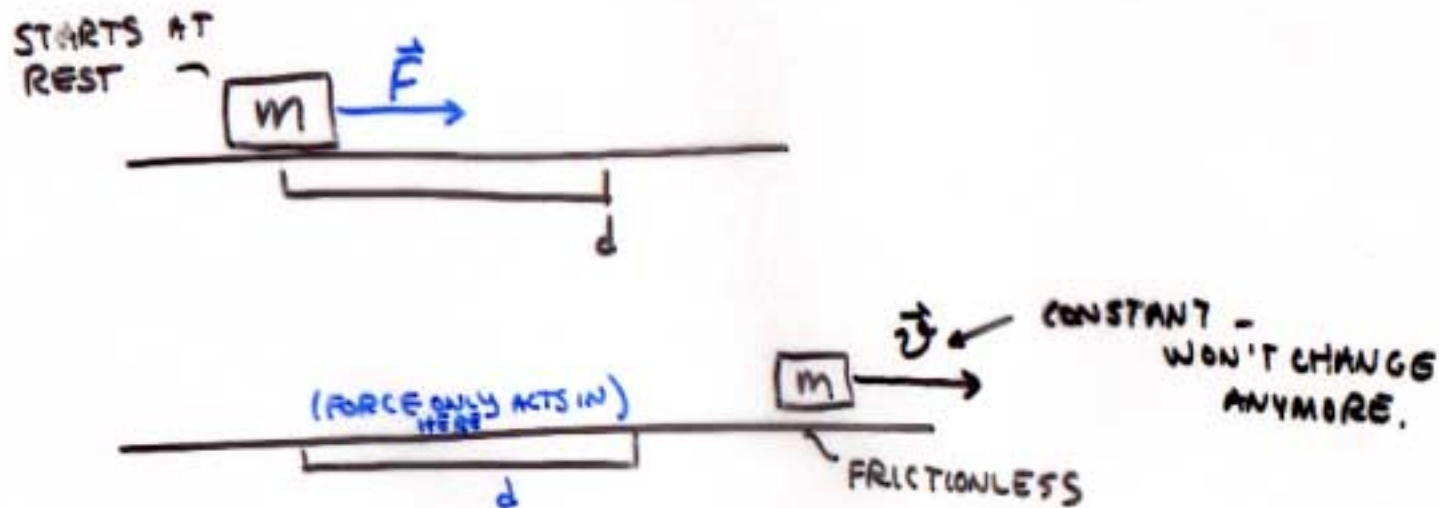 STARTS AT
REST
m
F
d
v
CONSTANT -
WON'T CHANGE
ANYMORE.
m
(FORCE ONLY ACTS IN)
HERE
d
FRICTIONLESS